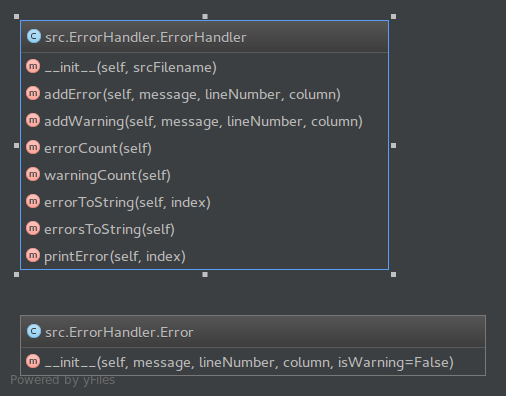 C src.ErrorHandler.ErrorHandler
m __init__(self, srcFilename)
m addError(self, message, lineNumber, column)
m addWarning(self, message, lineNumber, column)
m errorCount(self)
m warningCount(self)
m errorToString(self, index)
m errorsToString(self)
m printError(self, index)
C src.ErrorHandler.Error
m __init__(self, message, lineNumber, column, isWarning=False)
Powered by yFiles